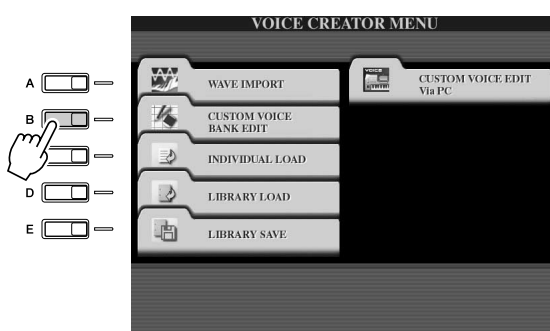 VOICE CREATOR MENU
A
WAVE IMPORT
VOICE
CUSTOM VOICE EDIT
Via PC
B
CUSTOM VOICE
BANK EDIT
INDIVIDUAL LOAD
D
LIBRARY LOAD
E
LIBRARY SAVE